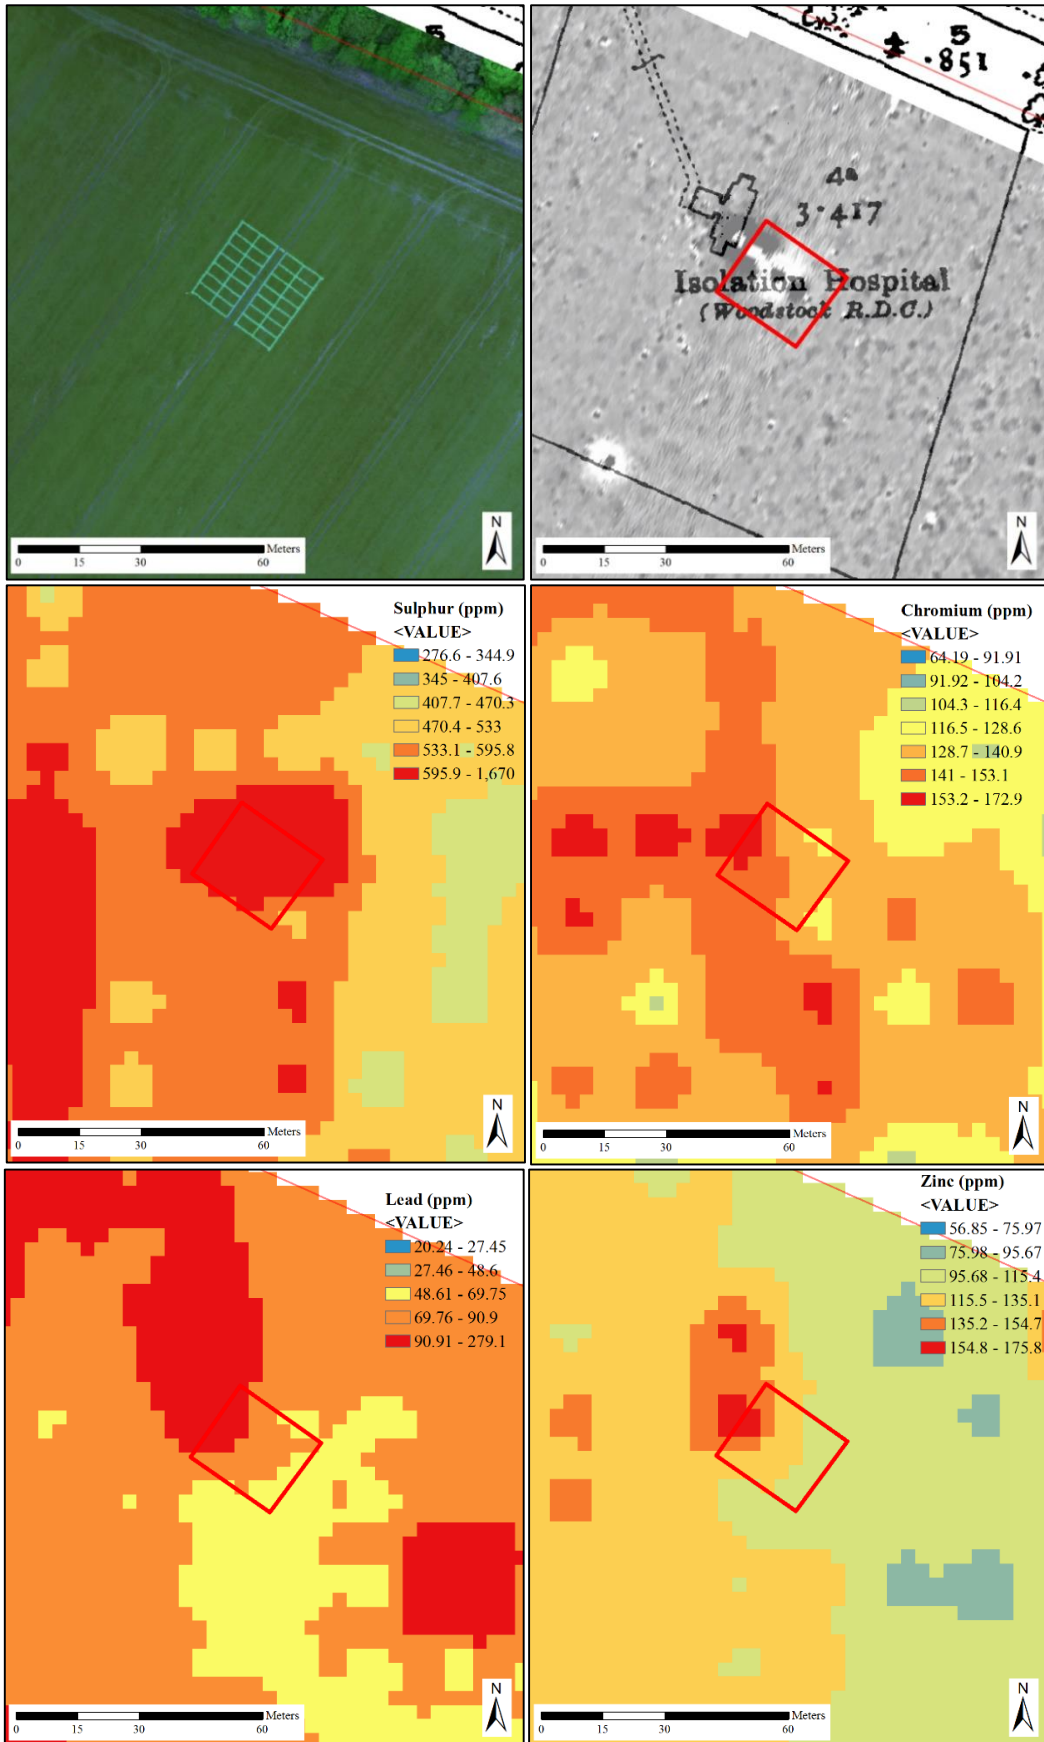 5
N
Meters
0 15 30 60
5
.851
4a
3.417
Isolation Hospital
(Woodstock R.D.C.)
N
Meters
0 15 30 60
Sulphur (ppm)
<VALUE>
276.6 - 344.9
345 - 407.6
407.7 - 470.3
470.4 - 533
533.1 - 595.8
595.9 - 1,670
N
Meters
0 15 30 60
Chromium (ppm)
<VALUE>
64.19 - 91.91
91.92 - 104.2
104.3 - 116.4
116.5 - 128.6
128.7 - 140.9
141 - 153.1
153.2 - 172.9
N
Meters
0 15 30 60
Lead (ppm)
<VALUE>
20.24 - 27.45
27.46 - 48.6
48.61 - 69.75
69.76 - 90.9
90.91 - 279.1
N
Meters
0 15 30 60
Zinc (ppm)
<VALUE>
56.85 - 75.97
75.98 - 95.67
95.68 - 115.4
115.5 - 135.1
135.2 - 154.7
154.8 - 175.8
N
Meters
0 15 30 60